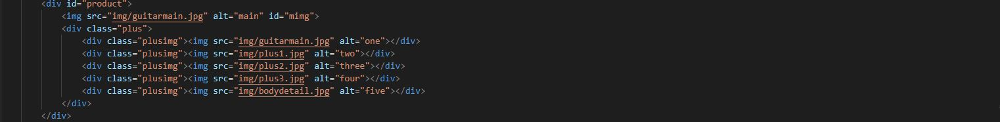 <div id="product">
<img src="img/guitarmain.jpg" alt="main" id="mimg">
<div class="plus">
<div class="plusimg"><img src="img/guitarmain.jpg" alt="one"></div>
<div class="plusimg"><img src="img/plus1.jpg" alt="two"></div>
<div class="plusimg"><img src="img/plus2.jpg" alt="three"></div>
<div class="plusimg"><img src="img/plus3.jpg" alt="four"></div>
<div class="plusimg"><img src="img/bodydetail.jpg" alt="five"></div>
</div>
</div>